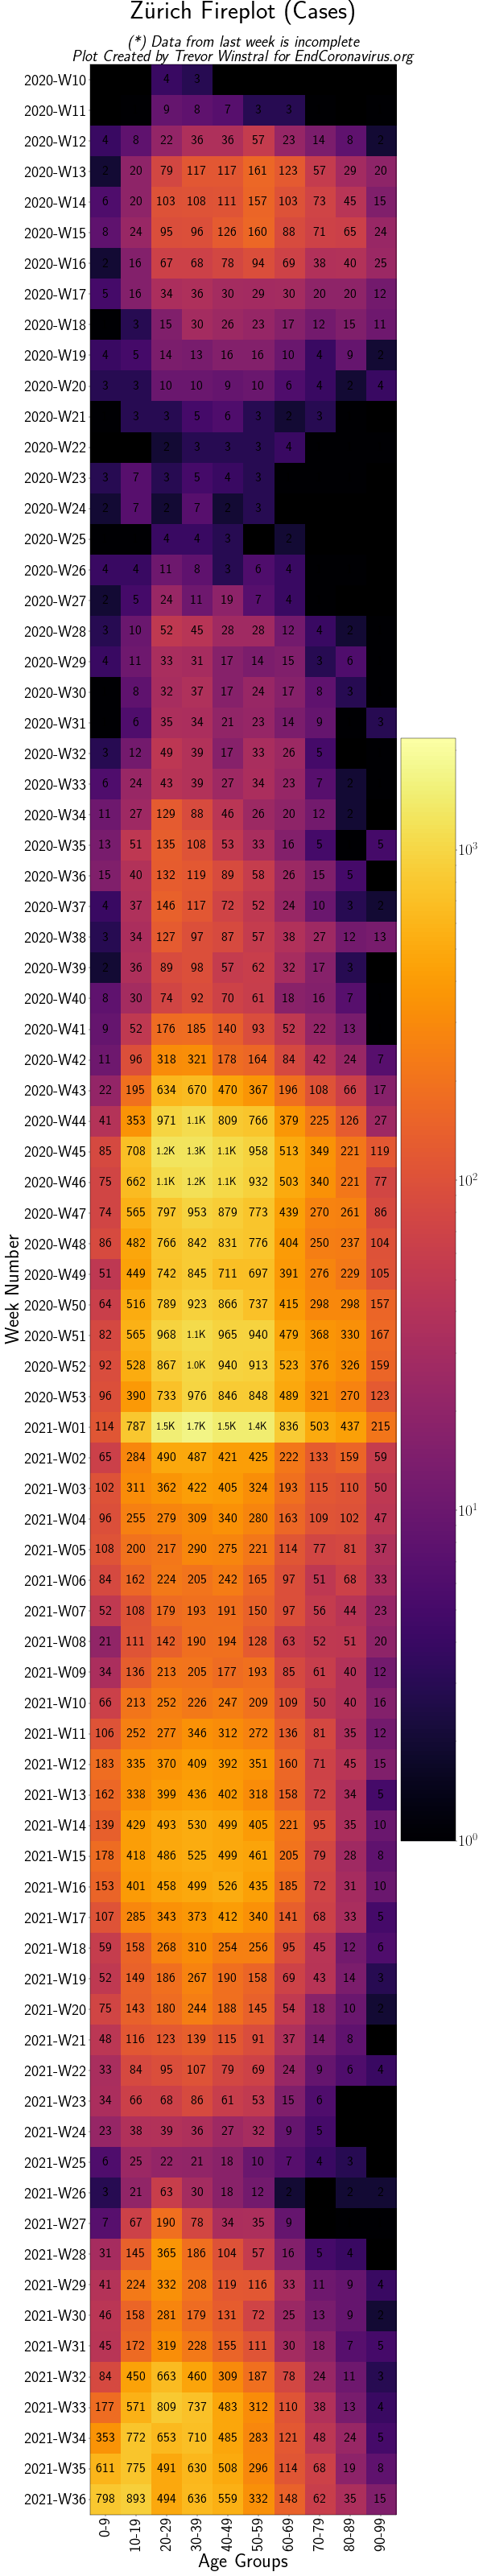 Zürich Fireplot (Cases)
(*) Data from last week is incomplete
Plot Created by Trevor Winstral for EndCoronavirus.org
2020-W10 4 3
2020-W11 9 8 7 3 3
2020-W12 4 8 22 36 36 57 23 14 8 2
2020-W13 2 20 79 117 117 161 123 57 29 20
2020-W14 6 20 103 108 111 157 103 73 45 15
2020-W15 8 24 95 96 126 160 88 71 65 24
2020-W16 2 16 67 68 78 94 69 38 40 25
2020-W17 5 16 34 36 30 29 30 20 20 12
2020-W18 3 15 30 26 23 17 12 15 11
2020-W19 4 5 14 13 16 16 10 4 9 2
2020-W20 3 3 10 10 9 10 6 4 2 4
2020-W21 3 3 5 6 3 2 3
2020-W22 2 3 3 3 4
2020-W23 3 7 3 5 4 3
2020-W24 2 7 2 7 2 3
2020-W25 4 4 3 2
2020-W26 4 4 11 8 3 6 4
2020-W27 2 5 24 11 19 7 4
2020-W28 3 10 52 45 28 28 12 4 2
2020-W29 4 11 33 31 17 14 15 3 6
2020-W30 8 32 37 17 24 17 8 3
2020-W31 6 35 34 21 23 14 9 3
2020-W32 3 12 49 39 17 33 26 5
2020-W33 6 24 43 39 27 34 23 7 2
2020-W34 11 27 129 88 46 26 20 12 2
2020-W35 13 51 135 108 53 33 16 5 5
2020-W36 15 40 132 119 89 58 26 15 5
2020-W37 4 37 146 117 72 52 24 10 3 2
2020-W38 3 34 127 97 87 57 38 27 12 13
2020-W39 2 36 89 98 57 62 32 17 3
2020-W40 8 30 74 92 70 61 18 16 7
2020-W41 9 52 176 185 140 93 52 22 13
2020-W42 11 96 318 321 178 164 84 42 24 7
2020-W43 22 195 634 670 470 367 196 108 66 17
2020-W44 41 353 971 1.1K 809 766 379 225 126 27
2020-W45 85 708 1.2K 1.3K 1.1K 958 513 349 221 119
2020-W46 75 662 1.1K 1.2K 1.1K 932 503 340 221 77
2020-W47 74 565 797 953 879 773 439 270 261 86
2020-W48 86 482 766 842 831 776 404 250 237 104
2020-W49 51 449 742 845 711 697 391 276 229 105
2020-W50 64 516 789 923 866 737 415 298 298 157
2020-W51 82 565 968 1.1K 965 940 479 368 330 167
2020-W52 92 528 867 1.0K 940 913 523 376 326 159
2020-W53 96 390 733 976 846 848 489 321 270 123
2021-W01 114 787 1.5K 1.7K 1.5K 1.4K 836 503 437 215
2021-W02 65 284 490 487 421 425 222 133 159 59
2021-W03 102 311 362 422 405 324 193 115 110 50
2021-W04 96 255 279 309 340 280 163 109 102 47
2021-W05 108 200 217 290 275 221 114 77 81 37
2021-W06 84 162 224 205 242 165 97 51 68 33
2021-W07 52 108 179 193 191 150 97 56 44 23
2021-W08 21 111 142 190 194 128 63 52 51 20
2021-W09 34 136 213 205 177 193 85 61 40 12
2021-W10 66 213 252 226 247 209 109 50 40 16
2021-W11 106 252 277 346 312 272 136 81 35 12
2021-W12 183 335 370 409 392 351 160 71 45 15
2021-W13 162 338 399 436 402 318 158 72 34 5
2021-W14 139 429 493 530 499 405 221 95 35 10
2021-W15 178 418 486 525 499 461 205 79 28 8
2021-W16 153 401 458 499 526 435 185 72 31 10
2021-W17 107 285 343 373 412 340 141 68 33 5
2021-W18 59 158 268 310 254 256 95 45 12 6
2021-W19 52 149 186 267 190 158 69 43 14 3
2021-W20 75 143 180 244 188 145 54 18 10 2
2021-W21 48 116 123 139 115 91 37 14 8
2021-W22 33 84 95 107 79 69 24 9 6 4
2021-W23 34 66 68 86 61 53 15 6
2021-W24 23 38 39 36 27 32 9 5
2021-W25 6 25 22 21 18 10 7 4 3
2021-W26 3 21 63 30 18 12 2 2 2
2021-W27 7 67 190 78 34 35 9
2021-W28 31 145 365 186 104 57 16 5 4
2021-W29 41 224 332 208 119 116 33 11 9 4
2021-W30 46 158 281 179 131 72 25 13 9 2
2021-W31 45 172 319 228 155 111 30 18 7 5
2021-W32 84 450 663 460 309 187 78 24 11 3
2021-W33 177 571 809 737 483 312 110 38 13 4
2021-W34 353 772 653 710 485 283 121 48 24 5
2021-W35 611 775 491 630 508 296 114 68 19 8
2021-W36 798 893 494 636 559 332 148 62 35 15
0-9 10-19 20-29 30-39 40-49 50-59 60-69 70-79 80-89 90-99
Age Groups
Week Number
10³
10²
10¹
10⁰